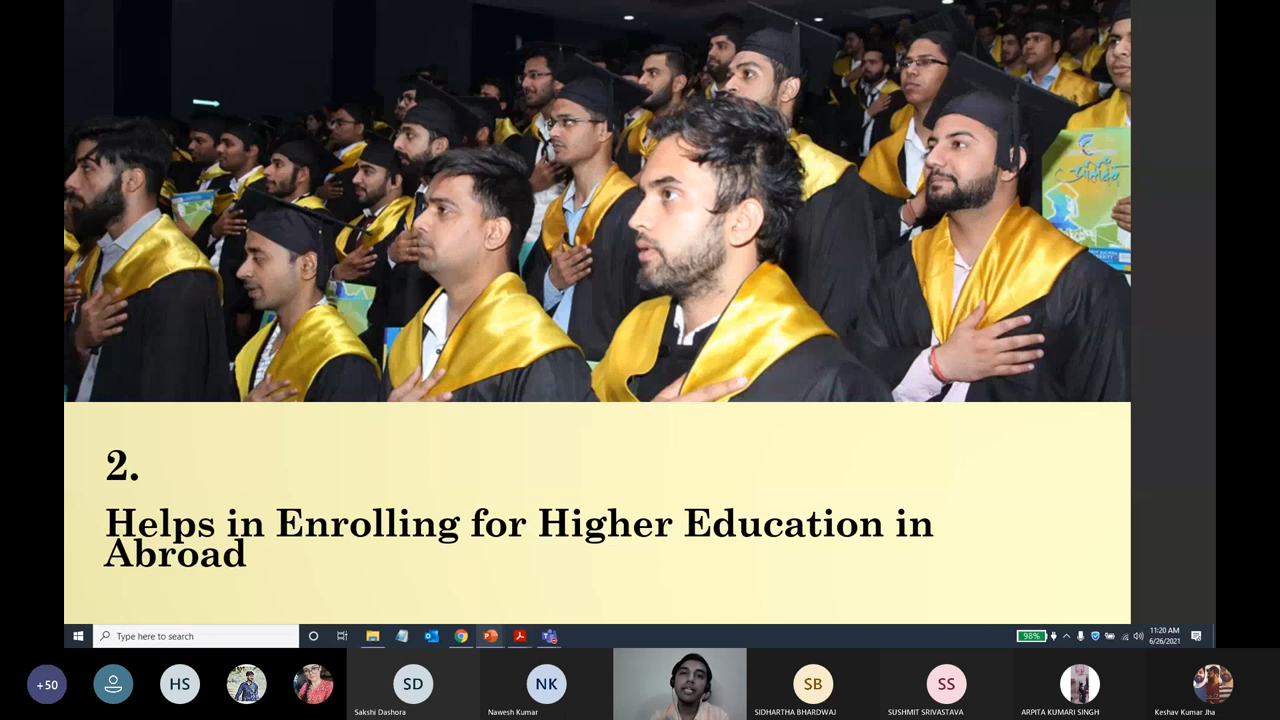 प्रतिबिंब
2.
Helps in Enrolling for Higher Education in
Abroad
Type here to search
98%
11:20 AM
6/26/2021
+50
HS
SD
NK
SB
SS
Sakshi Dashora
Nawesh Kumar
SIDHARTHA BHARDWAJ
SUSHMIT SRIVASTAVA
ARPITA KUMARI SINGH
Keshav Kumar Jha